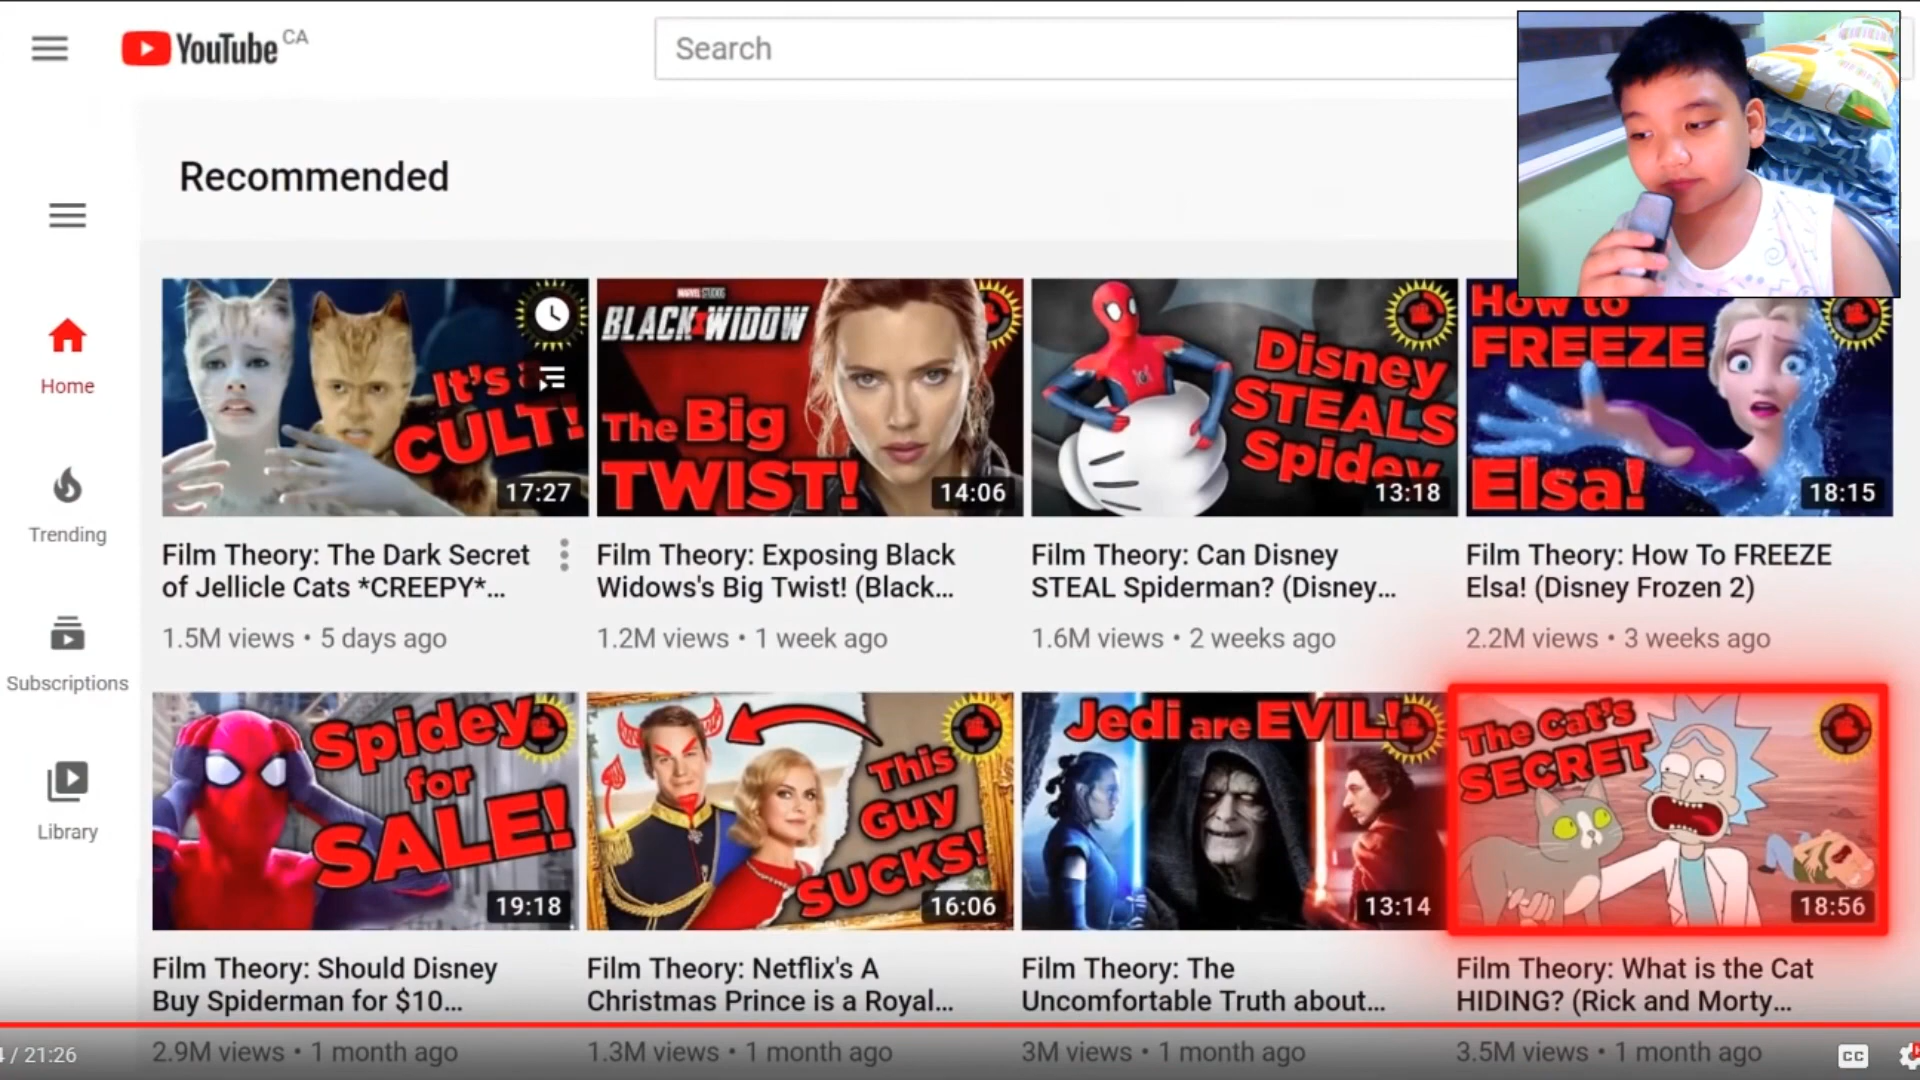 YouTube CA
Search
Recommended
Home
Trending
Subscriptions
Library
It's
CULT!
17:27
MARVEL STUDIOS
BLACK WIDOW
The Big
TWIST!
14:06
Disney
STEALS
Spidey
13:18
How to
FREEZE
Elsa!
18:15
Film Theory: The Dark Secret
of Jellicle Cats *CREEPY*...
1.5M views • 5 days ago
Film Theory: Exposing Black
Widows's Big Twist! (Black...
1.2M views • 1 week ago
Film Theory: Can Disney
STEAL Spiderman? (Disney...
1.6M views • 2 weeks ago
Film Theory: How To FREEZE
Elsa! (Disney Frozen 2)
2.2M views • 3 weeks ago
Spidey
for
SALE!
19:18
This
Guy
SUCKS!
16:06
Jedi are EVIL!
13:14
The Cat's
SECRET
18:56
Film Theory: Should Disney
Buy Spiderman for $10...
2.9M views • 1 month ago
Film Theory: Netflix's A
Christmas Prince is a Royal...
1.3M views • 1 month ago
Film Theory: The
Uncomfortable Truth about...
3M views • 1 month ago
Film Theory: What is the Cat
HIDING? (Rick and Morty...
3.5M views • 1 month ago
/ 21:26
CC